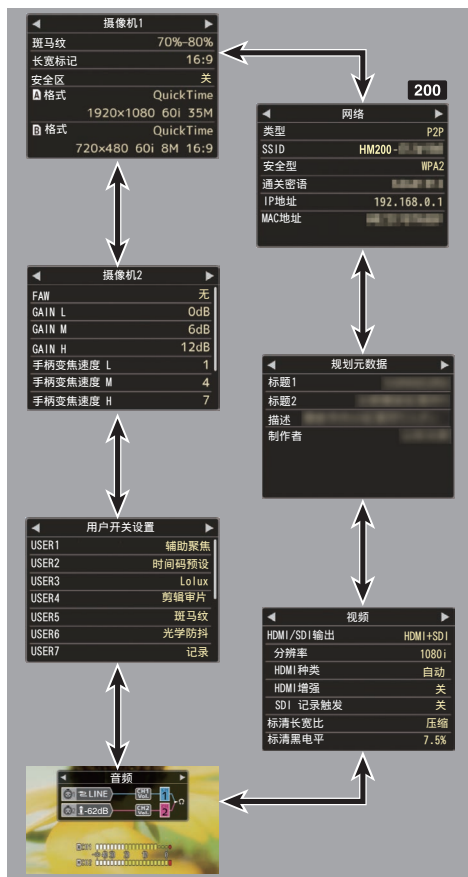 摄像机1
斑马纹 70%-80%
长宽标记 16:9
安全区 关
A格式 QuickTime
1920×1080 60i 35M
B格式 QuickTime
720×480 60i 8M 16:9
200
网络
类型 P2P
SSID HM200-
安全型 WPA2
通关密语
IP地址 192.168.0.1
MAC地址
摄像机2
FAW 无
GAIN L 0dB
GAIN M 6dB
GAIN H 12dB
手柄变焦速度 L 1
手柄变焦速度 M 4
手柄变焦速度 H 7
规划元数据
标题1
标题2
描述
制作者
用户开关设置
USER1 辅助聚焦
USER2 时间码预设
USER3 Lolux
USER4 剪辑审片
USER5 斑马纹
USER6 光学防抖
USER7 记录
视频
HDMI/SDI输出 HDMI+SDI
分辨率 1080i
HDMI种类 自动
HDMI增强 关
SDI 记录触发 关
标清长宽比 压缩
标清黑电平 7.5%
音频
LINE CH1 Vol. 1
-62dB CH2 Vol. 2